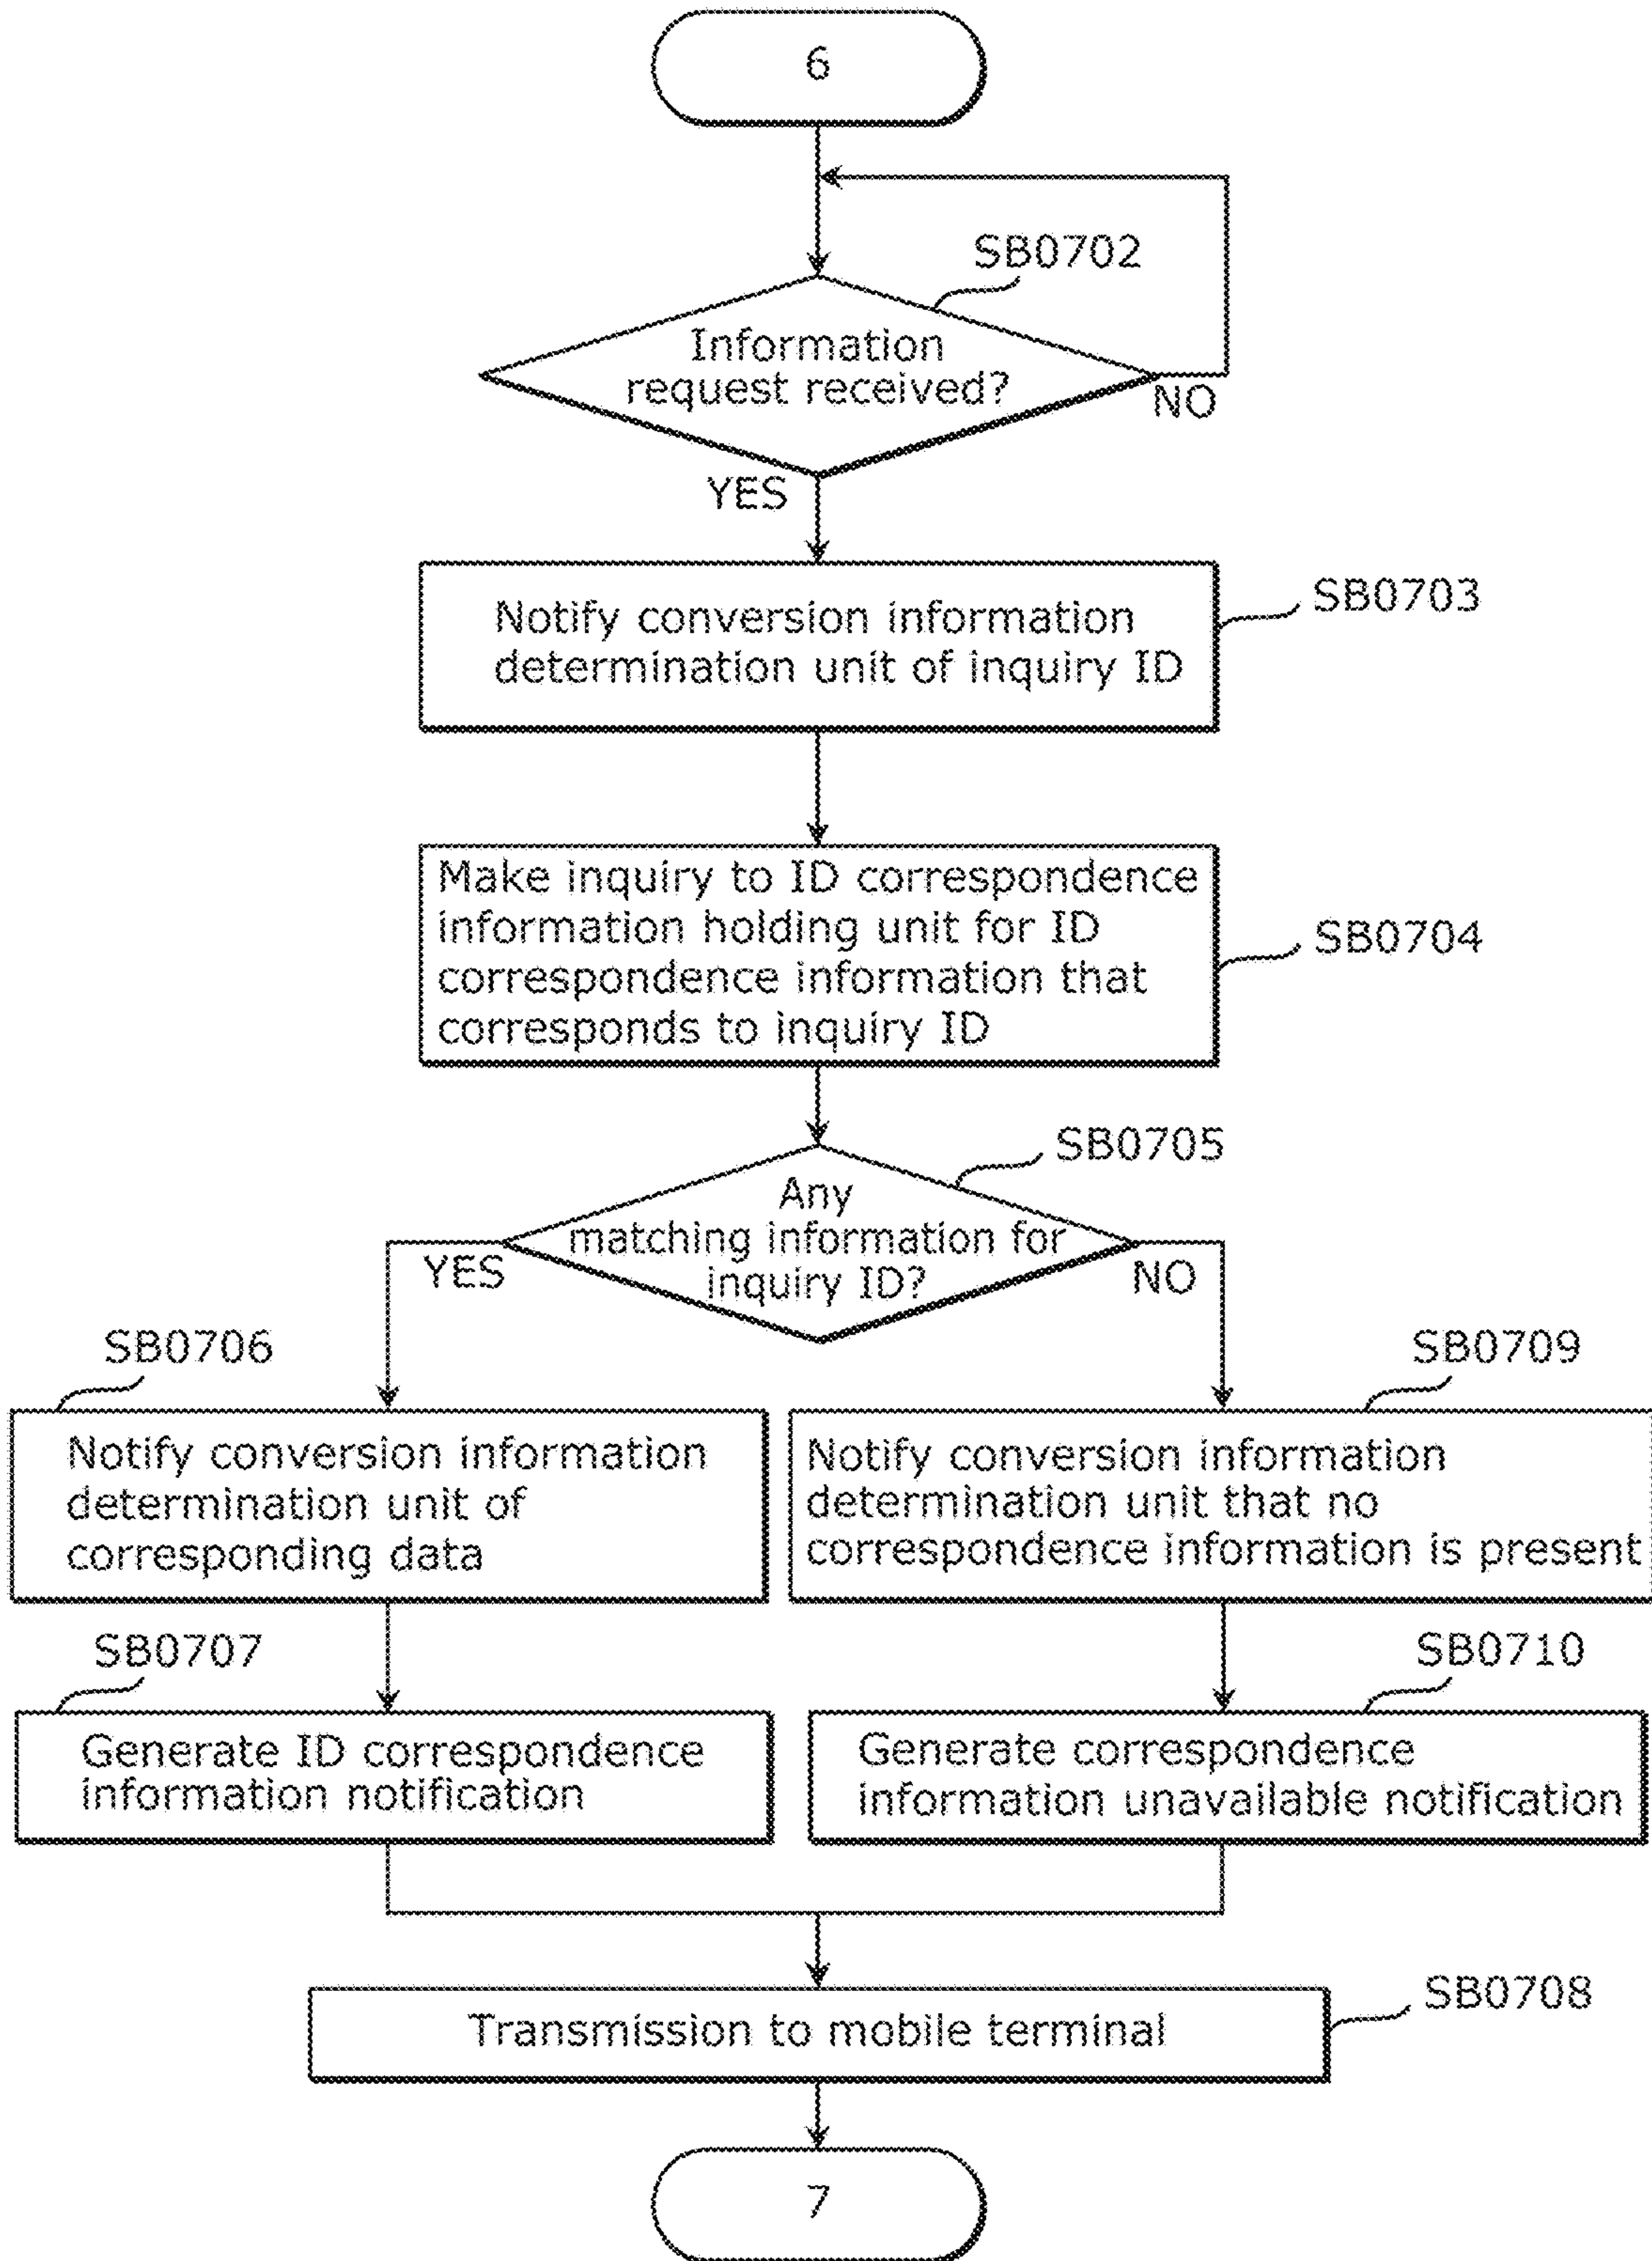 6
SB0702
Information
request received?
NO
YES
Notify conversion information
determination unit of inquiry ID
SB0703
Make inquiry to ID correspondence
information holding unit for ID
correspondence information that
corresponds to inquiry ID
SB0704
SB0705
Any
matching information for
inquiry ID?
YES
NO
SB0706
SB0709
Notify conversion information
determination unit of
corresponding data
Notify conversion information
determination unit that no
correspondence information is present
SB0707
SB0710
Generate ID correspondence
information notification
Generate correspondence
information unavailable notification
Transmission to mobile terminal
SB0708
7